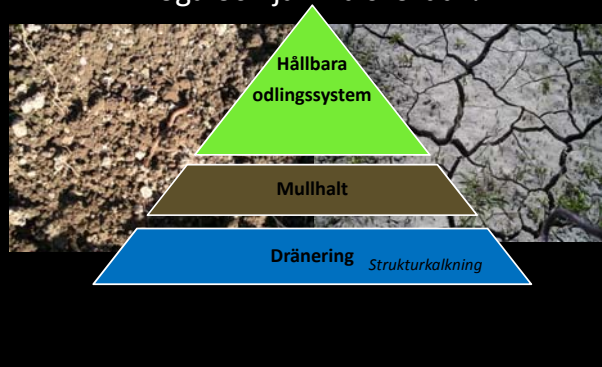 Hållbara
odlingssystem
Mullhalt
Dränering Strukturkalkning